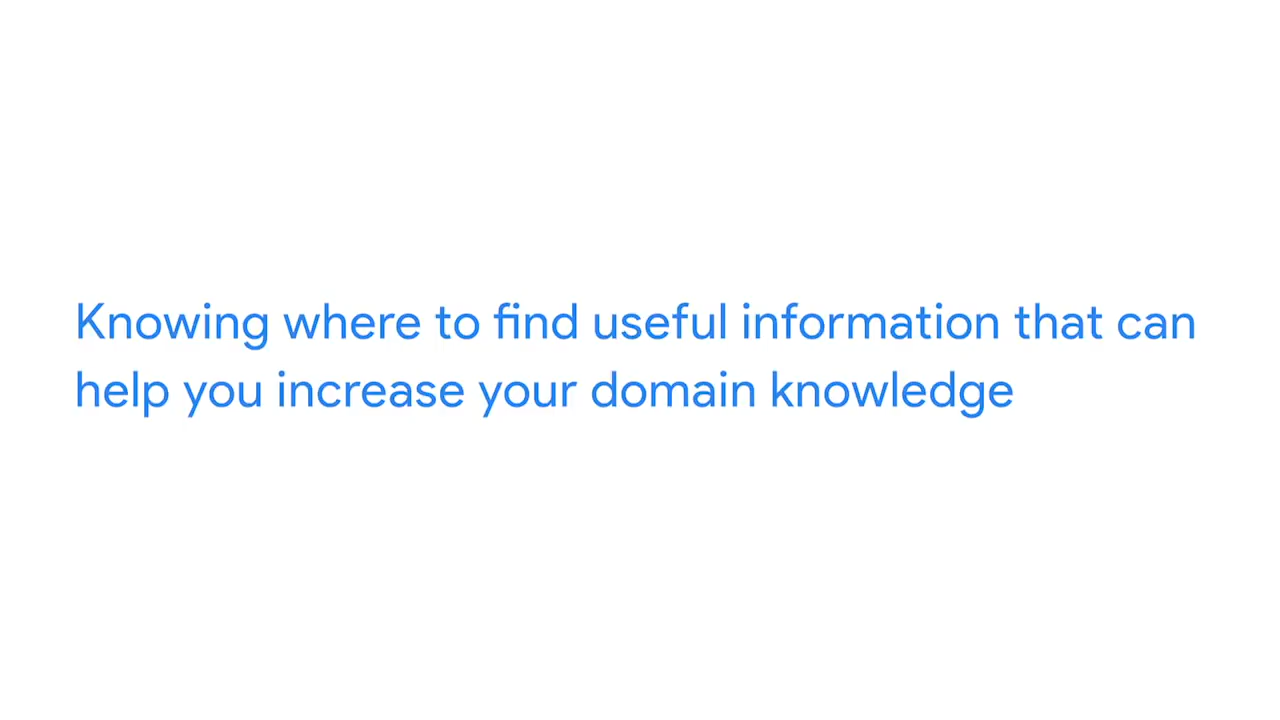 Knowing where to find useful information that can
help you increase your domain knowledge